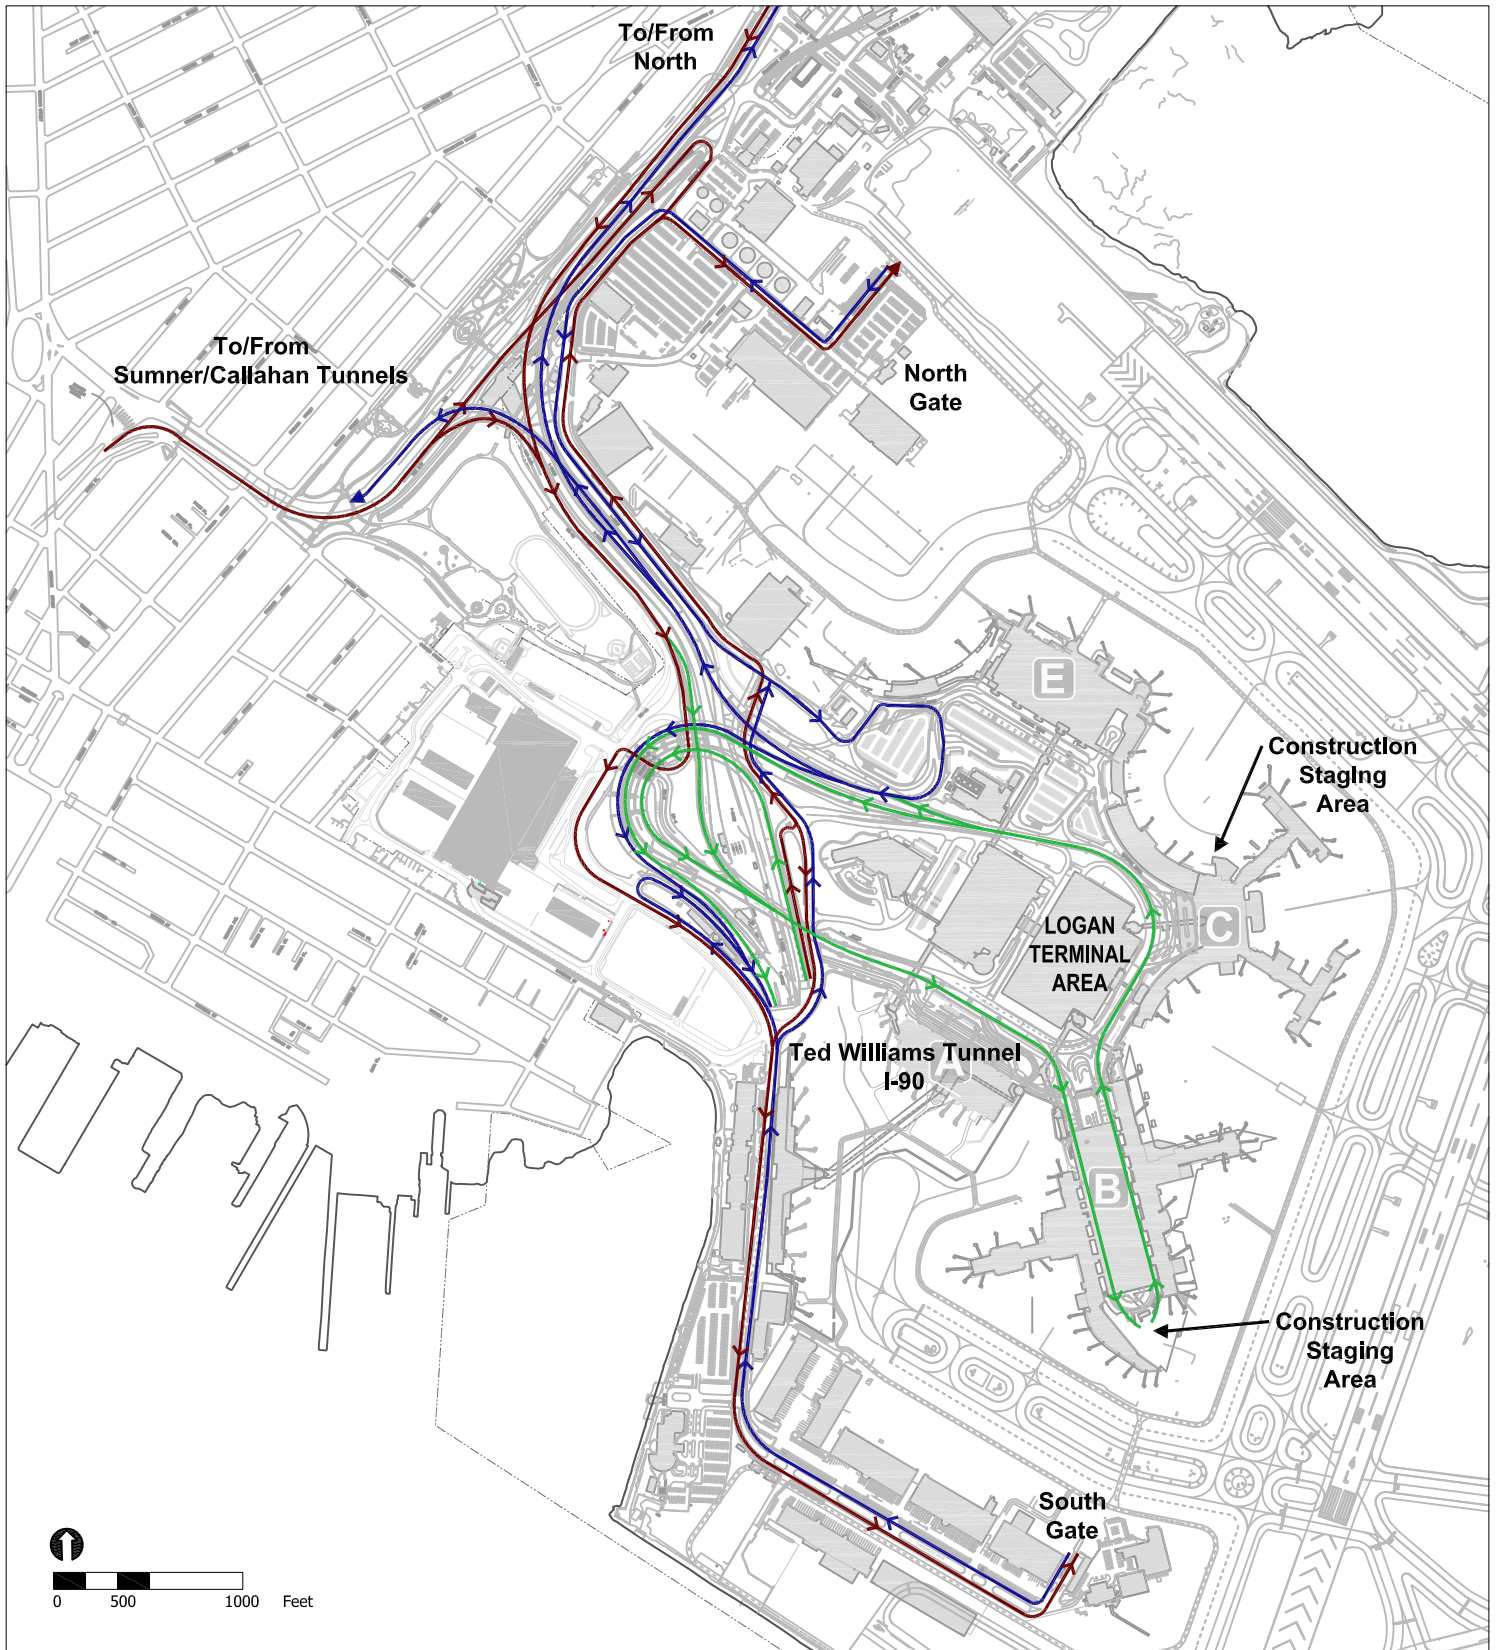 To/From
North
To/From
Sumner/Callahan Tunnels
North
Gate
E
Construction
Staging
Area
C
LOGAN
TERMINAL
AREA
Ted Williams Tunnel
I-90
A
B
Construction
Staging
Area
South
Gate
0 500 1000 Feet